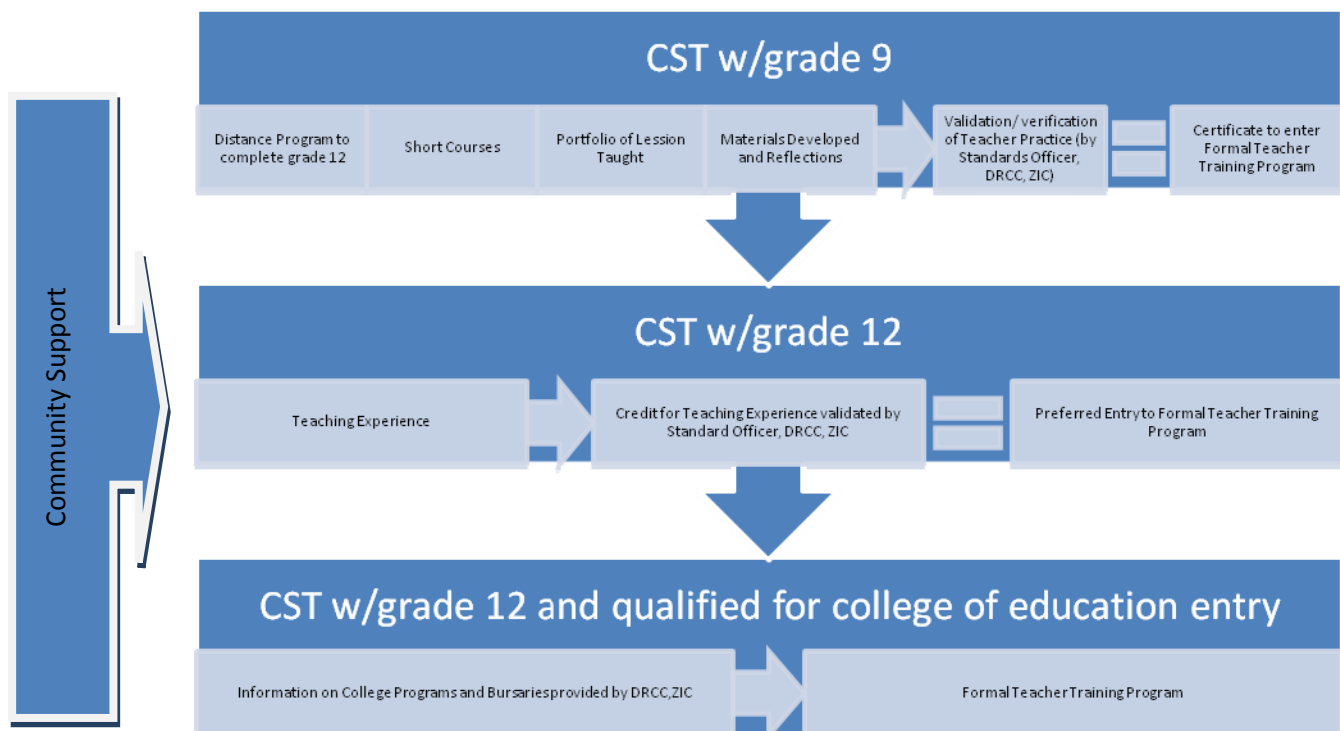 Community Support
CST w/grade 9
Distance Program to
complete grade 12
Short Courses
Portfolio of Lession
Taught
Materials Developed
and Reflections
Validation/ verification
of Teacher Practice (by
Standards Officer,
DRCC, ZIC)
Certificate to enter
Formal Teacher
Training Program
CST w/grade 12
Teaching Experience
Credit for Teaching Experience validated by
Standard Officer, DRCC, ZIC
Preferred Entry to Formal Teacher Training
Program
CST w/grade 12 and qualified for college of education entry
Information on College Programs and Bursariesprovided by DRCC,ZIC
Formal Teacher Training Program